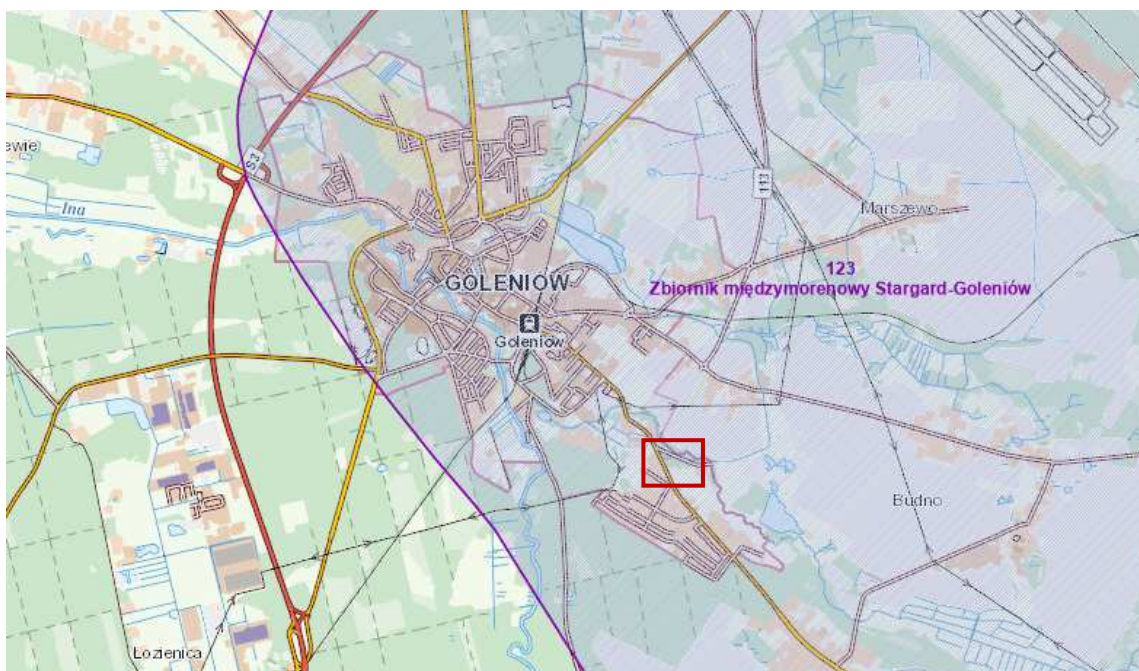 ewie
S3
Ina
113
Marszewo
123
Zbiornik międzymorenowy Stargard-Goleniów
GOLENIÓW
Goleniów
Budno
Łozienica